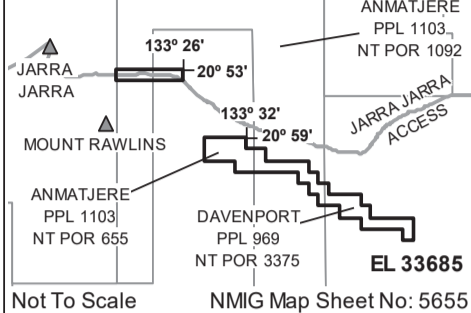 ANMATJERE
PPL 1103
NT POR 1092
133º 26'
20º 53'
JARRA
JARRA
133º 32'
20º 59'
JARRA JARRA
ACCESS
MOUNT RAWLINS
ANMATJERE
PPL 1103
NT POR 655
DAVENPORT
PPL 969
NT POR 3375
EL 33685
Not To Scale
NMIG Map Sheet No: 5655